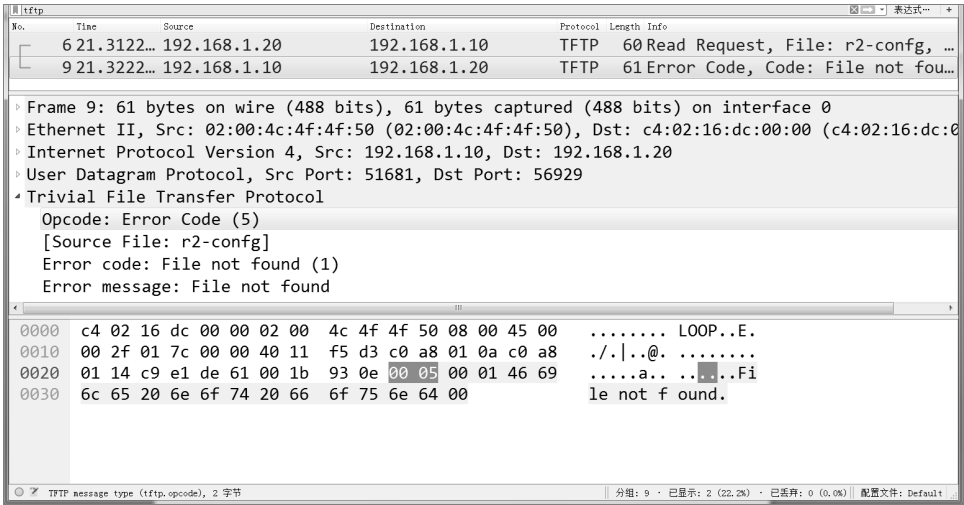 tftp 表达式… +
No. Time Source Destination Protocol Length Info
6 21.3122… 192.168.1.20 192.168.1.10 TFTP 60 Read Request, File: r2-confg, …
9 21.3222… 192.168.1.10 192.168.1.20 TFTP 61 Error Code, Code: File not fou…
Frame 9: 61 bytes on wire (488 bits), 61 bytes captured (488 bits) on interface 0
Ethernet II, Src: 02:00:4c:4f:4f:50 (02:00:4c:4f:4f:50), Dst: c4:02:16:dc:00:00 (c4:02:16:dc:0
Internet Protocol Version 4, Src: 192.168.1.10, Dst: 192.168.1.20
User Datagram Protocol, Src Port: 51681, Dst Port: 56929
Trivial File Transfer Protocol
Opcode: Error Code (5)
[Source File: r2-confg]
Error code: File not found (1)
Error message: File not found
0000 c4 02 16 dc 00 00 02 00 4c 4f 4f 50 08 00 45 00 ........ LOOP..E.
0010 00 2f 01 7c 00 00 40 11 f5 d3 c0 a8 01 0a c0 a8 ./.|..@. ........
0020 01 14 c9 e1 de 61 00 1b 93 0e 00 05 00 01 46 69 .....a.. ......Fi
0030 6c 65 20 6e 6f 74 20 66 6f 75 6e 64 00 le not f ound.
TFTP message type (tftp.opcode), 2 字节 分组: 9 · 已显示: 2 (22.2%) · 已丢弃: 0 (0.0%) 配置文件: Default